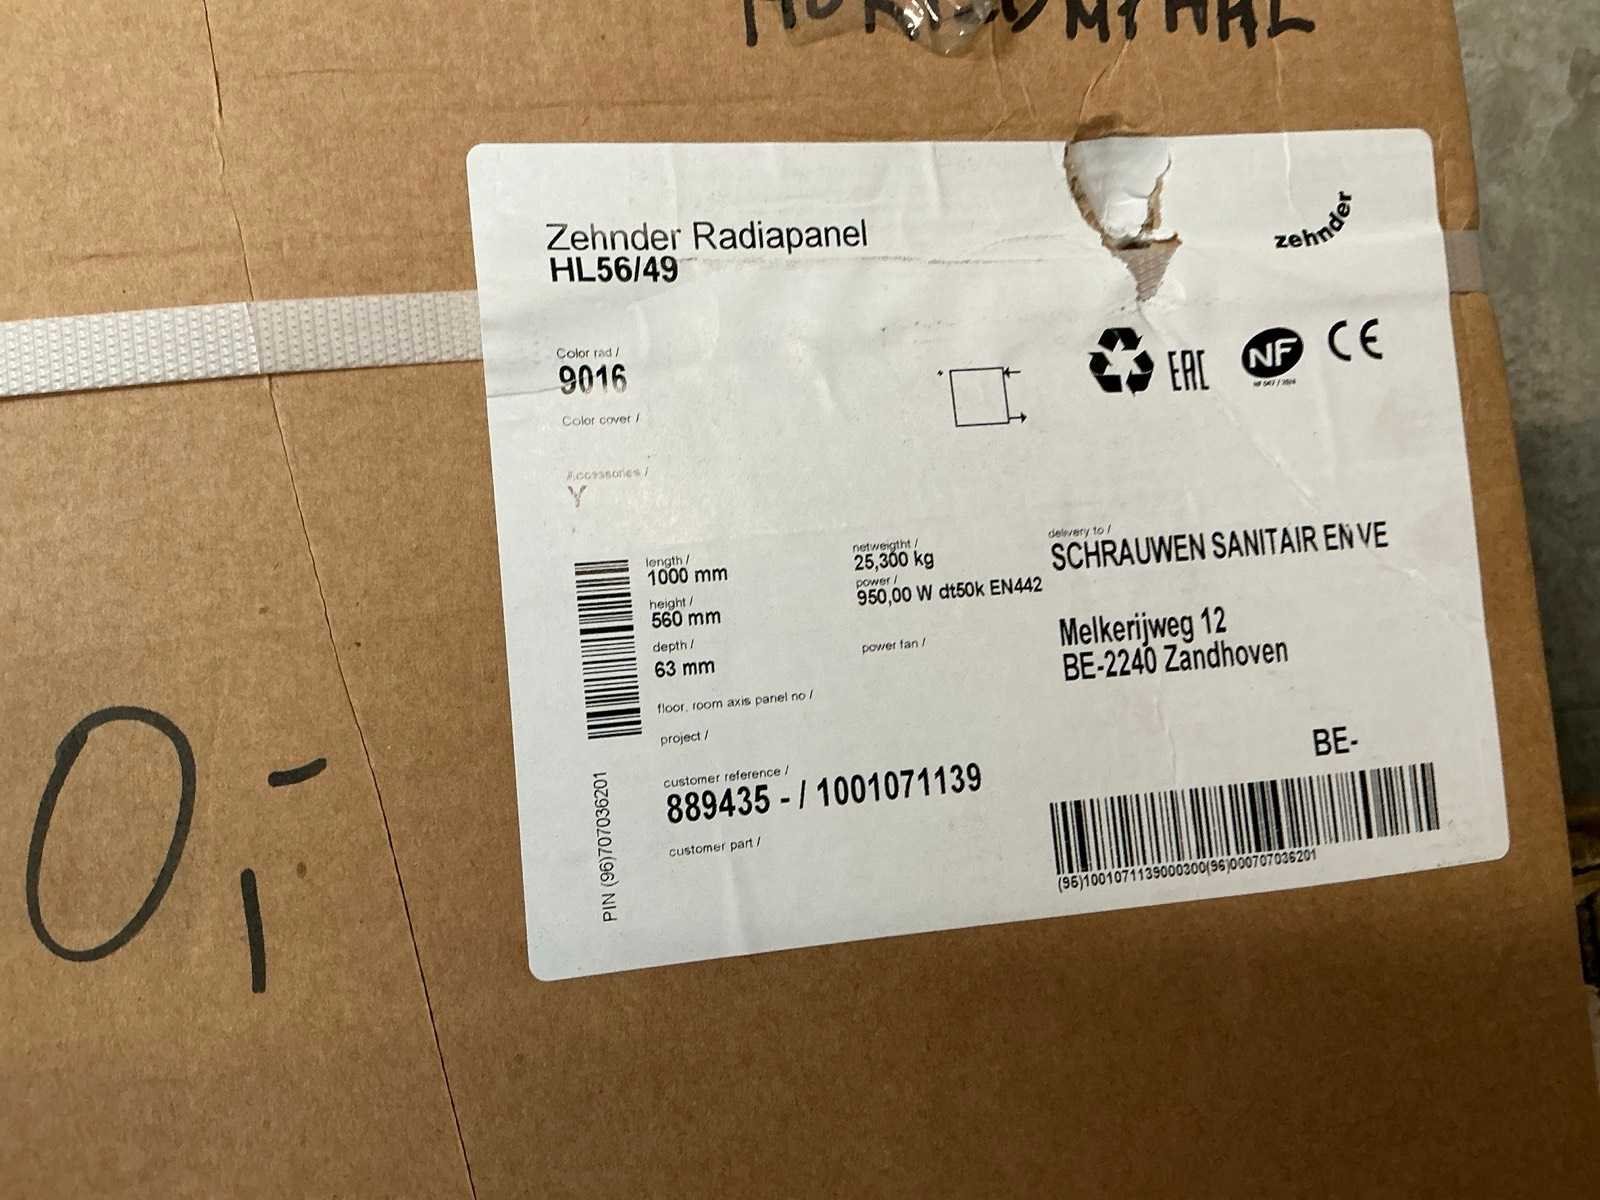 Zehnder Radiapanel
HL56/49
zehnder
Color rad /
9016
Color cover /
EAC
NF
CE
Accessories /
Y
length /
1000 mm
height /
560 mm
depth /
63 mm
netweigtht /
25,300 kg
power /
950,00 W dt50k EN442
power fan /
delivery to /
SCHRAUWEN SANITAIR EN VE
Melkerijweg 12
BE-2240 Zandhoven
floor, room axis panel no /
project /
BE-
customer reference /
889435 - / 1001071139
customer part /
PIN (96)707036201
(95)1001071139000300(96)000707036201
0,-